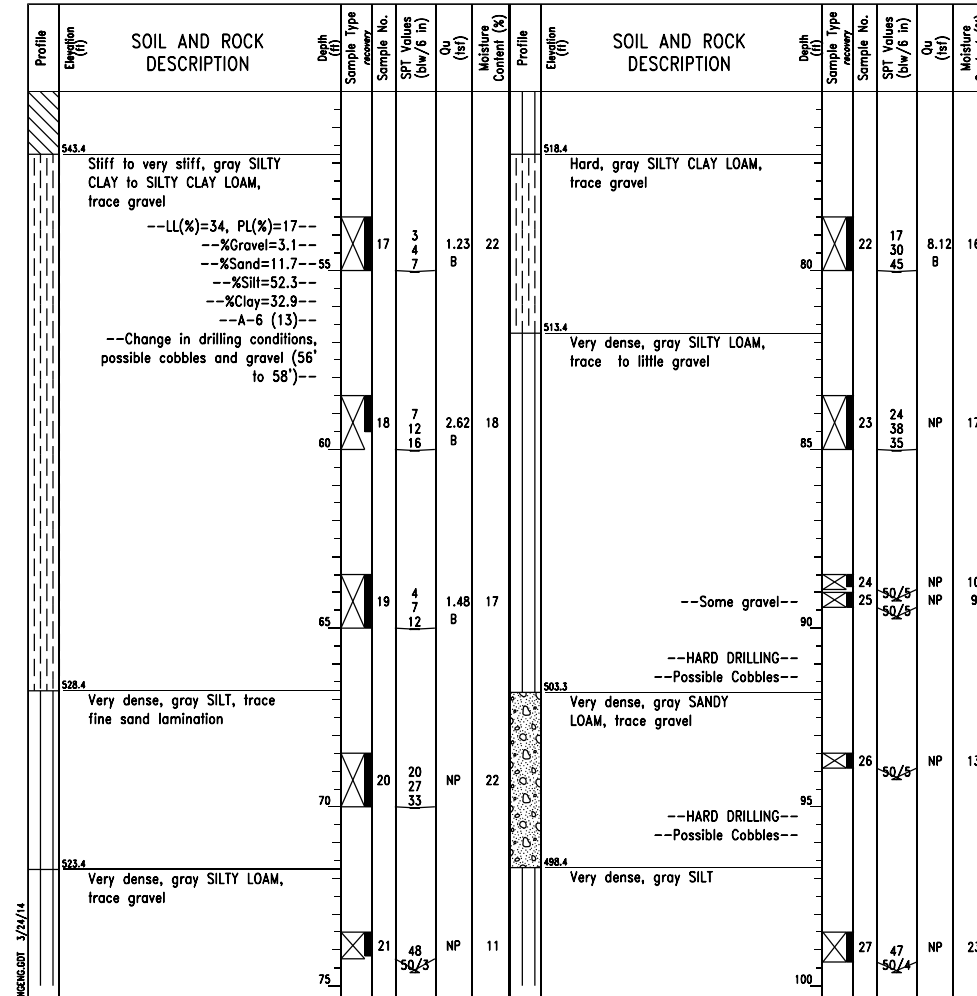 Profile
Elevation (ft)
SOIL AND ROCK
DESCRIPTION
Depth (ft)
Sample Type
recovery
Sample No.
SPT Values
(blw/6 in)
Qu
(tsf)
Moisture
Content (%)
543.4
Stiff to very stiff, gray SILTY
CLAY to SILTY CLAY LOAM,
trace gravel
--LL(%)=34, PL(%)=17--
--%Gravel=3.1--
--%Sand=11.7--
--%Silt=52.3--
--%Clay=32.9--
--A-6 (13)--
--Change in drilling conditions,
possible cobbles and gravel (56'
to 58')--
55
17
3
4
7
1.23
B
22
60
18
7
12
16
2.62
B
18
65
19
4
7
12
1.48
B
17
528.4
Very dense, gray SILT, trace
fine sand lamination
70
20
20
27
33
NP
22
523.4
Very dense, gray SILTY LOAM,
trace gravel
75
21
48
50/3
NP
11
3/24/14
Profile
Elevation (ft)
SOIL AND ROCK
DESCRIPTION
Depth (ft)
Sample Type
recovery
Sample No.
SPT Values
(blw/6 in)
Qu
(tsf)
Moisture
518.4
Hard, gray SILTY CLAY LOAM,
trace gravel
80
22
17
30
45
8.12
B
16
513.4
Very dense, gray SILTY LOAM,
trace to little gravel
85
23
24
38
35
NP
17
24
50/5
NP
10
--Some gravel--
25
50/5
NP
9
90
--HARD DRILLING--
--Possible Cobbles--
503.3
Very dense, gray SANDY
LOAM, trace gravel
26
50/5
NP
13
95
--HARD DRILLING--
--Possible Cobbles--
498.4
Very dense, gray SILT
27
47
50/4
NP
23
100